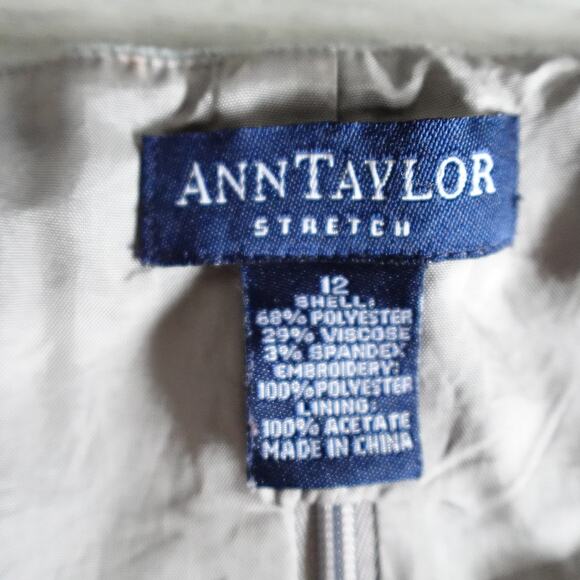 ANNTAYLOR
STRETCH
12
SHELL:
68% POLYESTER
29% VISCOSE
3% SPANDEX
EMBROIDERY:
100% POLYESTER
LINING:
100% ACETATE
MADE IN CHINA